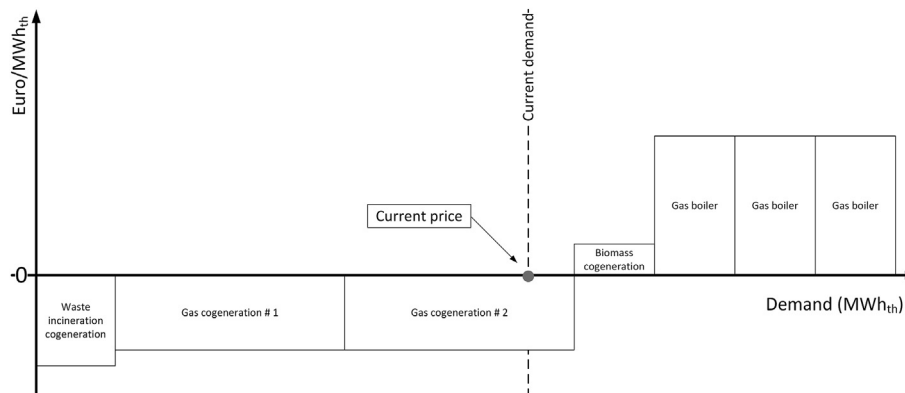 Euro/MWhth
Current demand
Current price
Gas boiler
Gas boiler
Gas boiler
Biomass
cogeneration
0
Waste
incineration
cogeneration
Gas cogeneration # 1
Gas cogeneration # 2
Demand (MWhth)